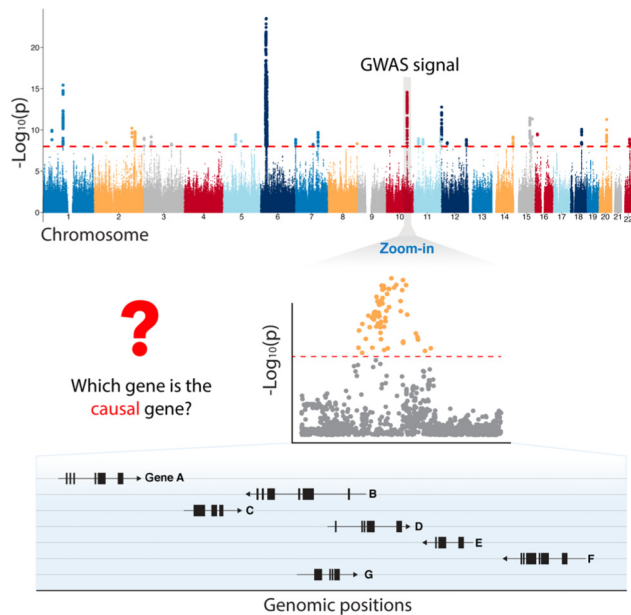 GWAS signal
-Log₁₀(p)
20
15
10
5
0
1 2 3 4 5 6 7 8 9 10 11 12 13 14 15 16 17 18 19 20 21 22
Chromosome
Zoom-in
?
Which gene is the
causal gene?
-Log₁₀(p)
Gene A
B
C
D
E
F
G
Genomic positions